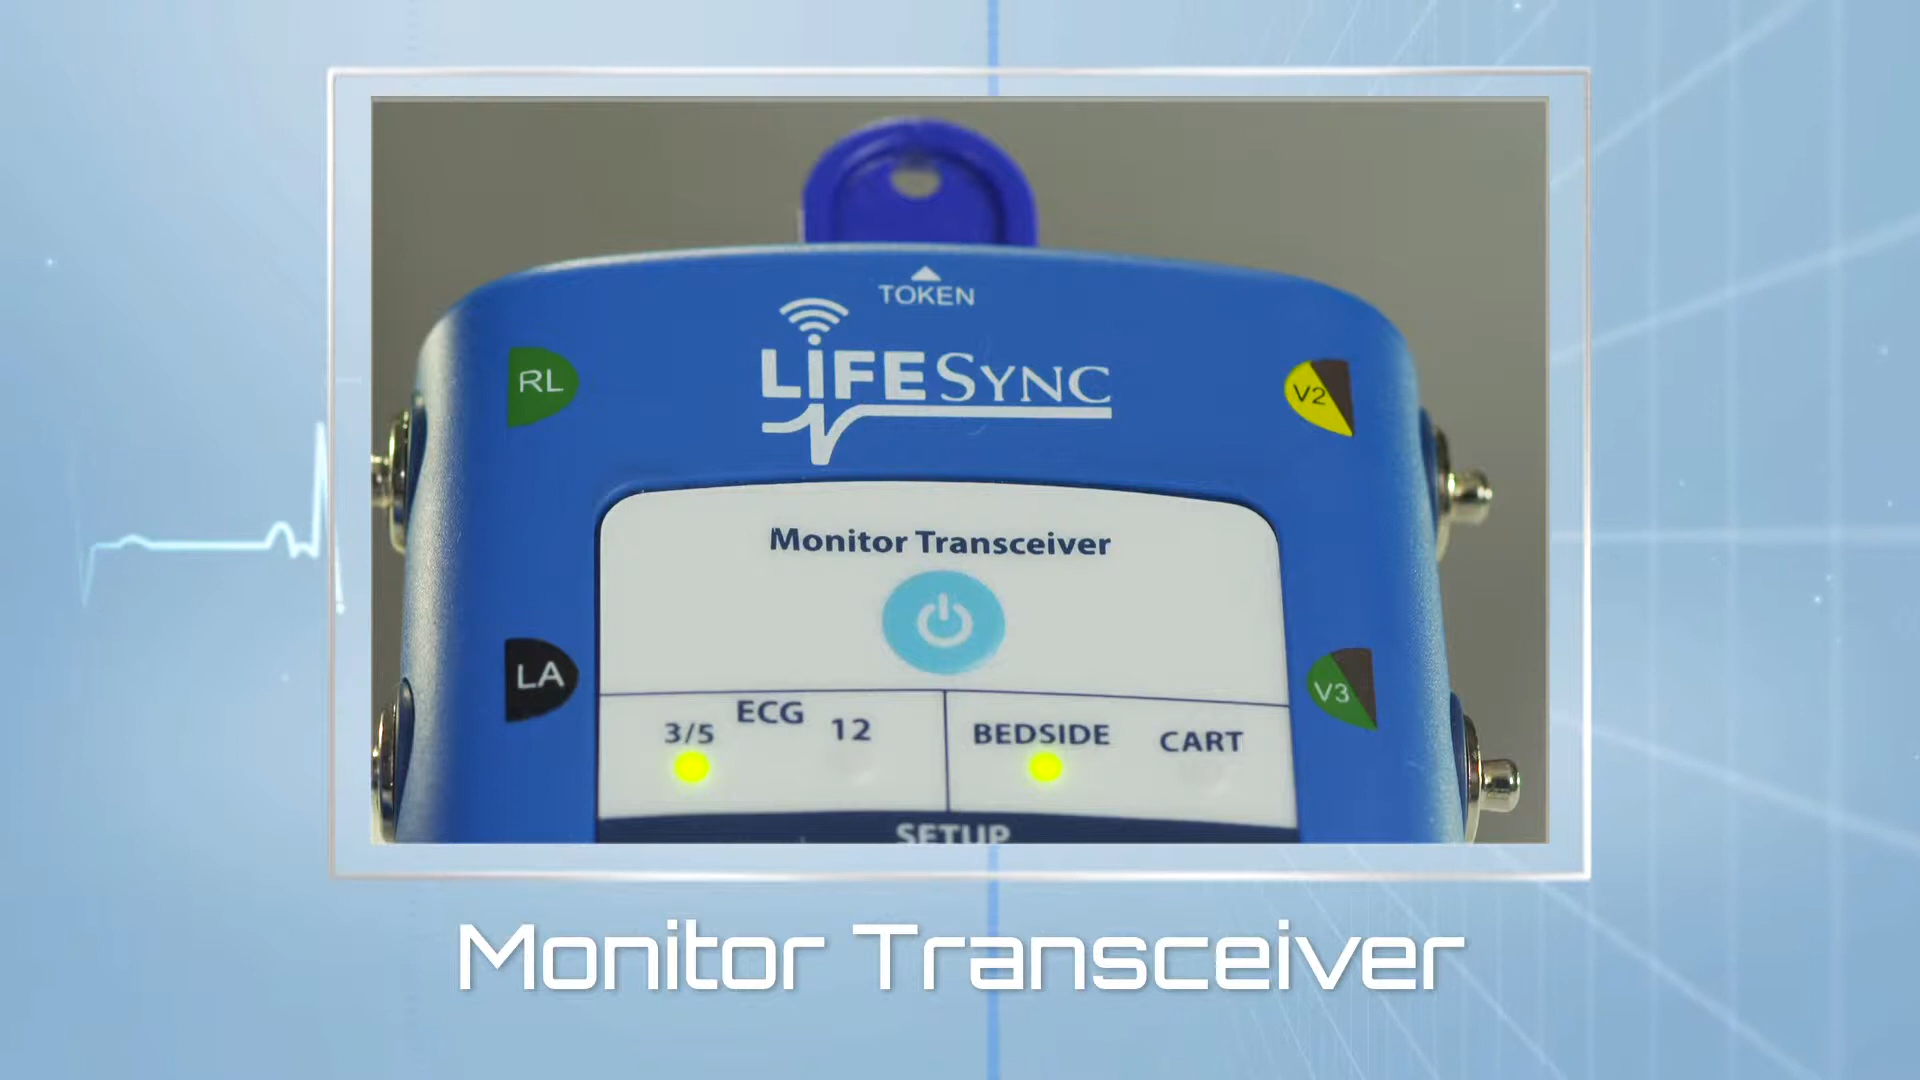 TOKEN
LiFESYNC
RL
V2
Monitor Transceiver
LA
V3
ECG
3/5
12
BEDSIDE
CART
SETUP
Monitor Transceiver